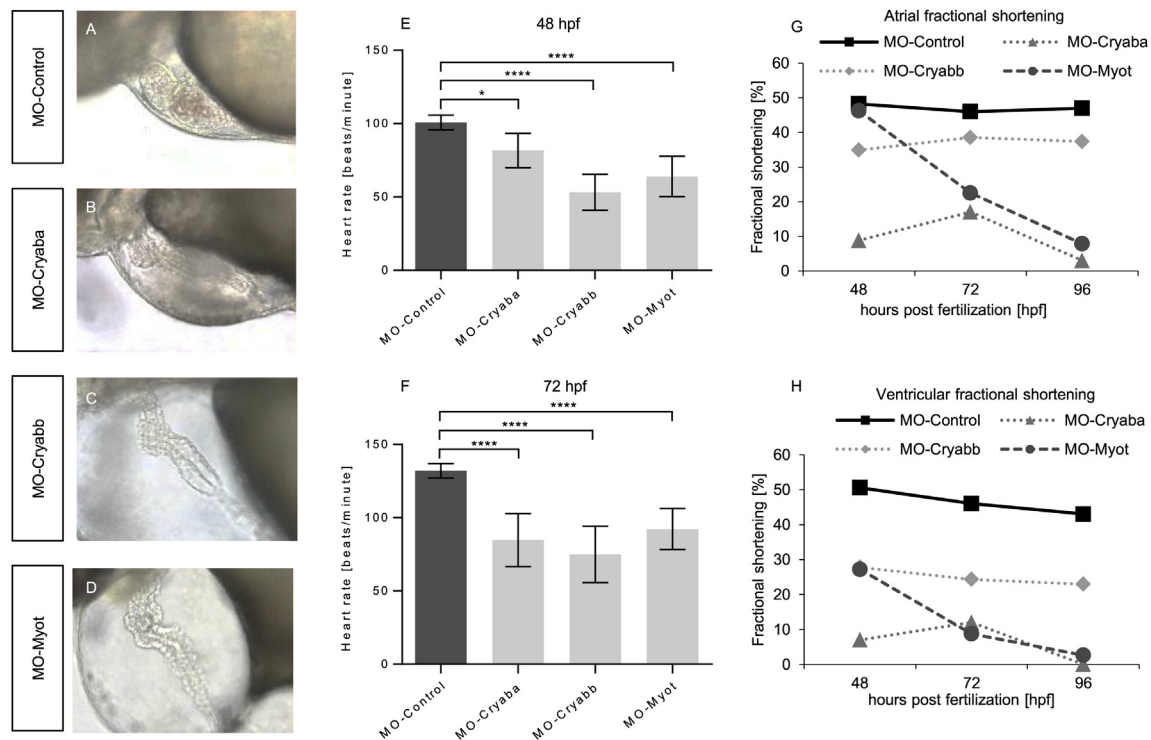 MO-Control
A
MO-Cryaba
B
MO-Cryabb
C
MO-Myot
D
E
48 hpf
Heart rate [beats/minute]
150
100
50
0
*
****
****
MO-Control
MO-Cryaba
MO-Cryabb
MO-Myot
F
72 hpf
Heart rate [beats/minute]
150
100
50
0
****
****
****
MO-Control
MO-Cryaba
MO-Cryabb
MO-Myot
G
Atrial fractional shortening
MO-Control
MO-Cryaba
MO-Cryabb
MO-Myot
Fractional shortening [%]
60
50
40
30
20
10
0
48
72
96
hours post fertilization [hpf]
H
Ventricular fractional shortening
MO-Control
MO-Cryaba
MO-Cryabb
MO-Myot
Fractional shortening [%]
60
50
40
30
20
10
0
48
72
96
hours post fertilization [hpf]